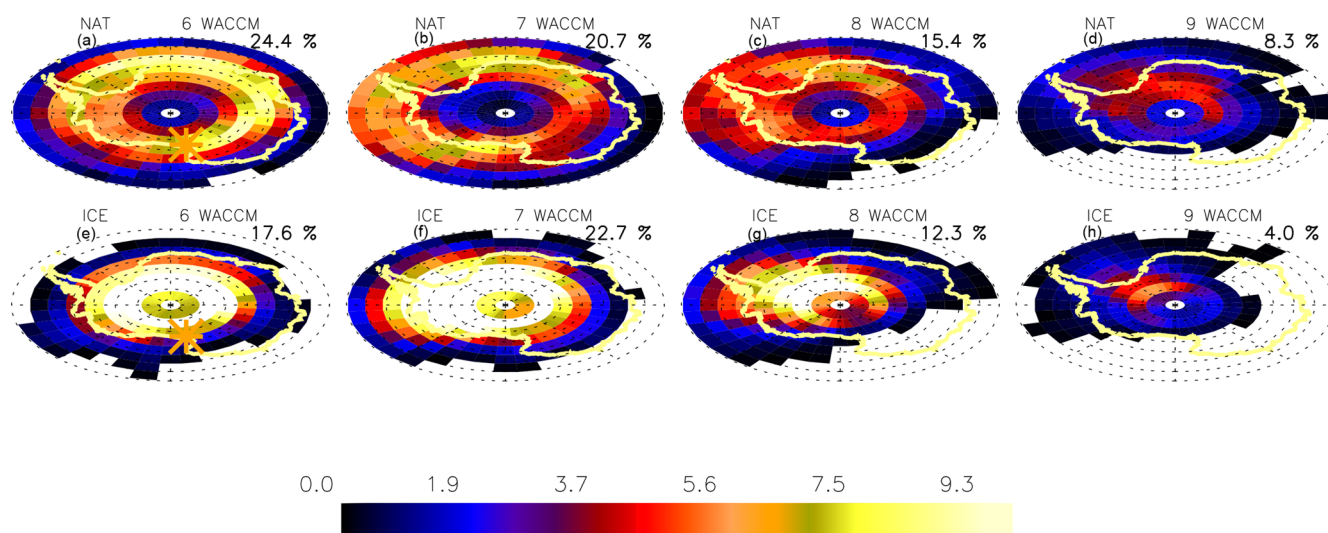 NAT 6 WACCM
(a) 24.4 %
NAT 7 WACCM
(b) 20.7 %
NAT 8 WACCM
(c) 15.4 %
NAT 9 WACCM
(d) 8.3 %
ICE 6 WACCM
(e) 17.6 %
ICE 7 WACCM
(f) 22.7 %
ICE 8 WACCM
(g) 12.3 %
ICE 9 WACCM
(h) 4.0 %
0.0 1.9 3.7 5.6 7.5 9.3